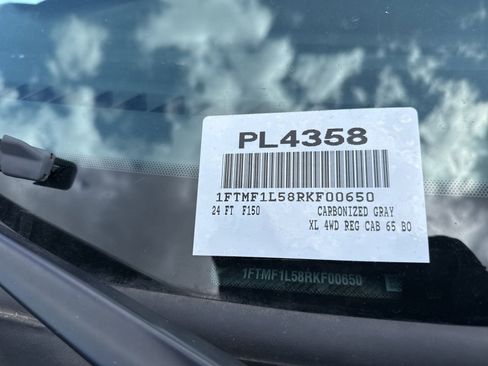 PL4358
1FTMF1L58RKF00650
24 FT F150 CARBONIZED GRAY
XL 4WD REG CAB 65 BO
1FTMF1L58RKF00650